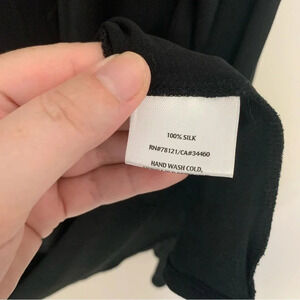 100% SILK
RN#78121/CA#34460
HAND WASH COLD,